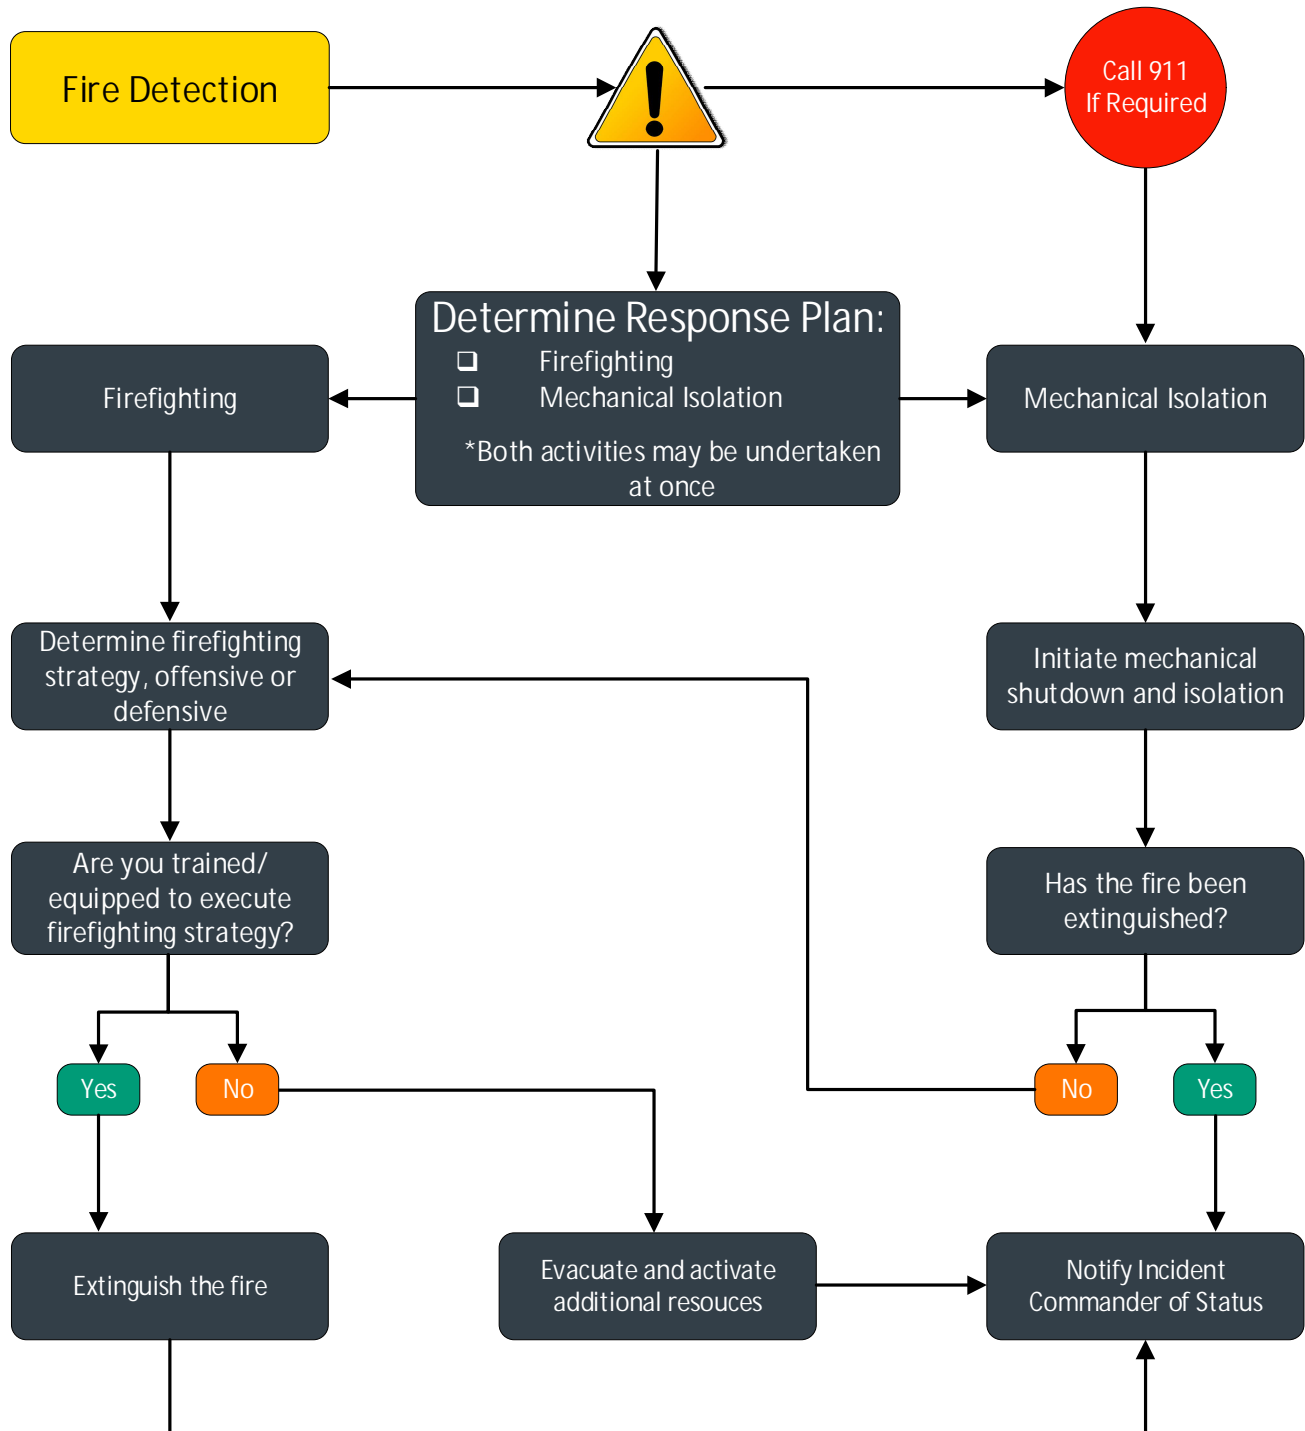 Fire Detection
Call 911
If Required
Determine Response Plan:
❑ Firefighting
❑ Mechanical Isolation
*Both activities may be undertaken
at once
Firefighting
Mechanical Isolation
Determine firefighting
strategy, offensive or
defensive
Initiate mechanical
shutdown and isolation
Are you trained/
equipped to execute
firefighting strategy?
Has the fire been
extinguished?
Yes
No
No
Yes
Extinguish the fire
Evacuate and activate
additional resouces
Notify Incident
Commander of Status